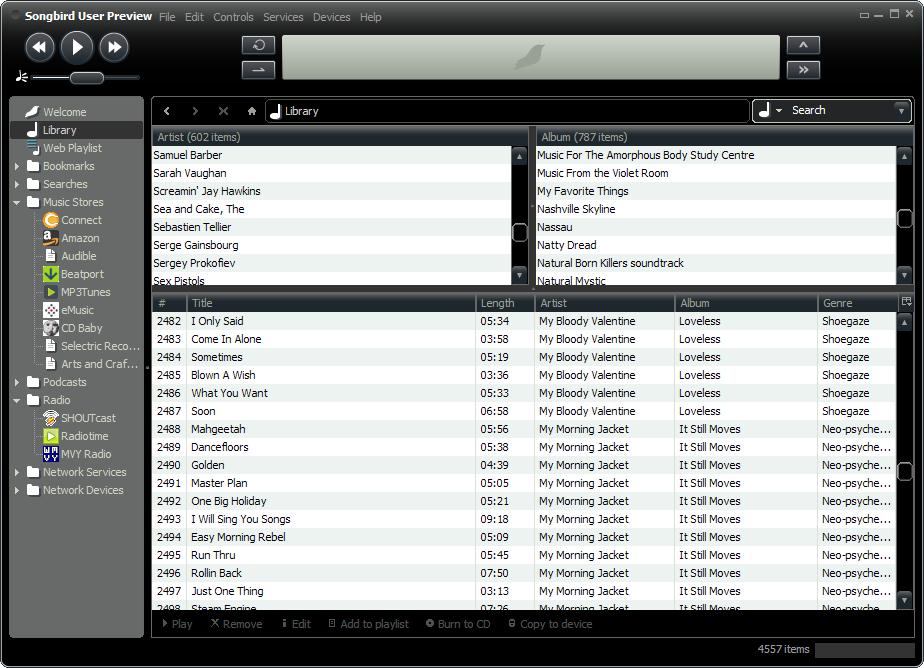 Songbird User Preview File Edit Controls Services Devices Help
Welcome
Library
Web Playlist
Bookmarks
Searches
Music Stores
Connect
Amazon
Audible
Beatport
MP3Tunes
eMusic
CD Baby
Selectric Reco...
Arts and Craf...
Podcasts
Radio
SHOUTcast
Radiotime
MVY Radio
Network Services
Network Devices
Library
Search
Artist (602 items)
Samuel Barber
Sarah Vaughan
Screamin' Jay Hawkins
Sea and Cake, The
Sebastien Tellier
Serge Gainsbourg
Sergey Prokofiev
Sex Pistols
Album (787 items)
Music For The Amorphous Body Study Centre
Music From the Violet Room
My Favorite Things
Nashville Skyline
Nassau
Natty Dread
Natural Born Killers soundtrack
Natural Mystic
# Title Length Artist Album Genre
2482 I Only Said 05:34 My Bloody Valentine Loveless Shoegaze
2483 Come In Alone 03:58 My Bloody Valentine Loveless Shoegaze
2484 Sometimes 05:19 My Bloody Valentine Loveless Shoegaze
2485 Blown A Wish 03:36 My Bloody Valentine Loveless Shoegaze
2486 What You Want 05:33 My Bloody Valentine Loveless Shoegaze
2487 Soon 06:58 My Bloody Valentine Loveless Shoegaze
2488 Mahgeetah 05:56 My Morning Jacket It Still Moves Neo-psyche...
2489 Dancefloors 05:38 My Morning Jacket It Still Moves Neo-psyche...
2490 Golden 04:39 My Morning Jacket It Still Moves Neo-psyche...
2491 Master Plan 05:05 My Morning Jacket It Still Moves Neo-psyche...
2492 One Big Holiday 05:21 My Morning Jacket It Still Moves Neo-psyche...
2493 I Will Sing You Songs 09:18 My Morning Jacket It Still Moves Neo-psyche...
2494 Easy Morning Rebel 05:09 My Morning Jacket It Still Moves Neo-psyche...
2495 Run Thru 05:45 My Morning Jacket It Still Moves Neo-psyche...
2496 Rollin Back 07:50 My Morning Jacket It Still Moves Neo-psyche...
2497 Just One Thing 03:13 My Morning Jacket It Still Moves Neo-psyche...
2498 Steam Engine 07:26 My Morning Jacket It Still Moves Neo-psyche...
Play Remove Edit Add to playlist Burn to CD Copy to device
4557 items